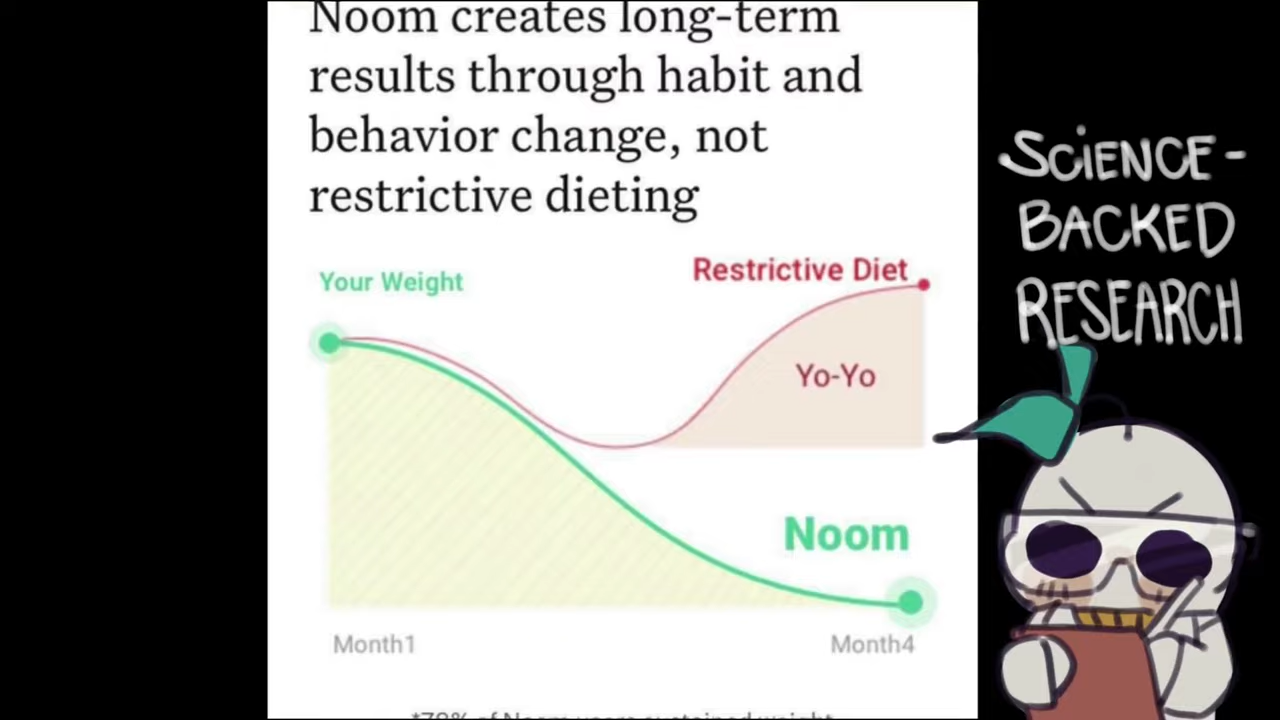 Noom creates long-term
results through habit and
behavior change, not
restrictive dieting
Your Weight
Restrictive Diet
Yo-Yo
Noom
Month1
Month4
SCIENCE-
BACKED
RESEARCH